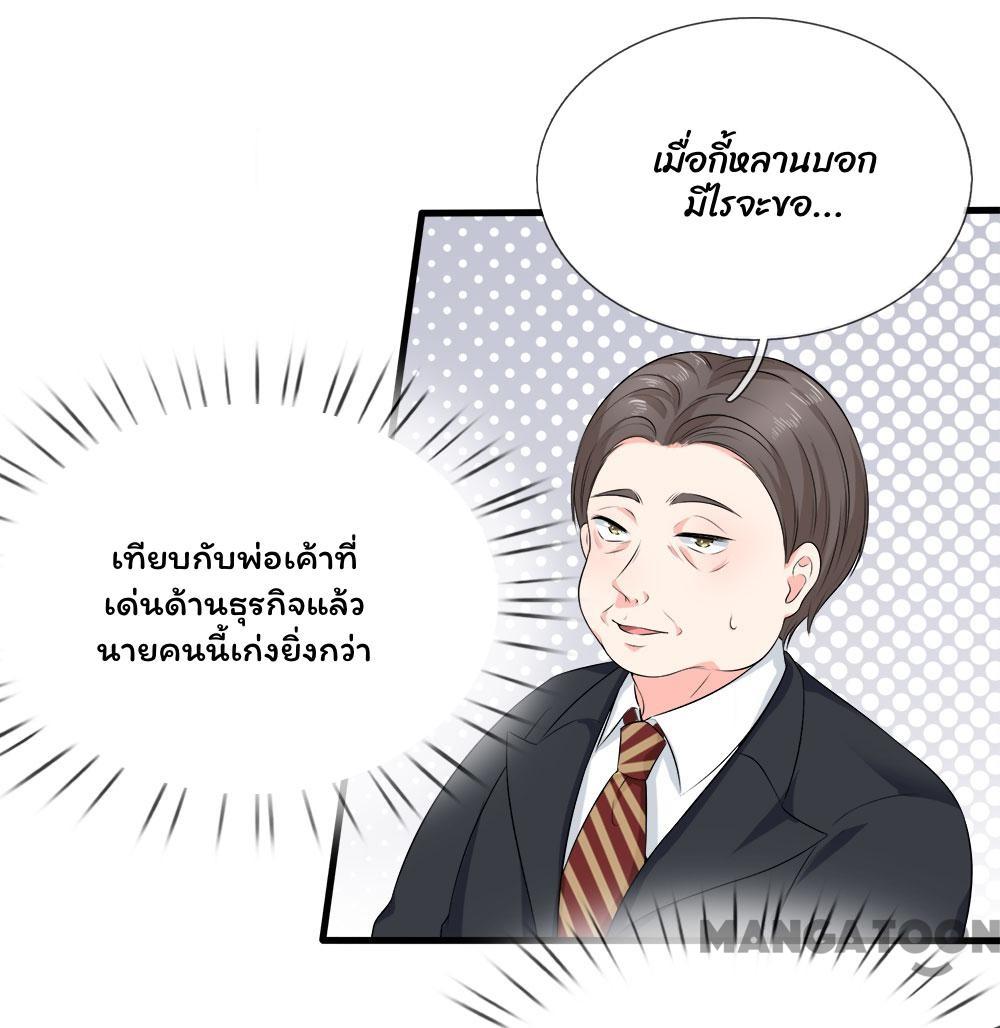 เมื่อกี้หลานบอก
มีไรจะขอ...
เทียบกับพ่อเค้าที่
เด่นด้านธุรกิจแล้ว
นายคนนี้เก่งยิ่งกว่า
MANGATOON